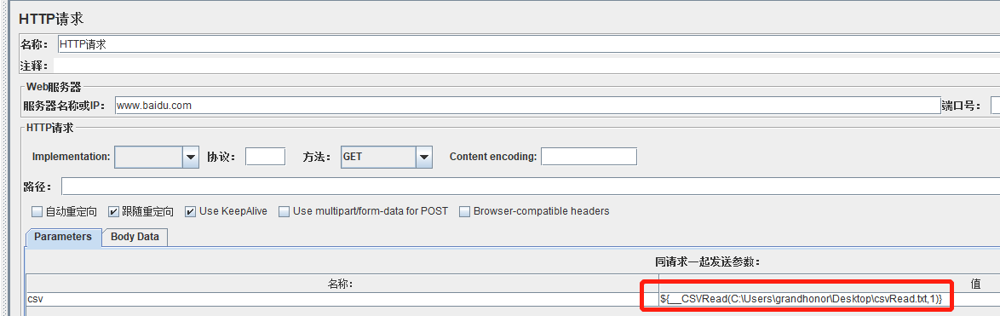 HTTP请求
名称： HTTP请求
注释：
Web服务器
服务器名称或IP： www.baidu.com 端口号：
HTTP请求
Implementation: 协议： 方法： GET Content encoding:
路径：
自动重定向 跟随重定向 Use KeepAlive Use multipart/form-data for POST Browser-compatible headers
Parameters Body Data
同请求一起发送参数：
名称： 值
csv ${__CSVRead(C:\Users\grandhonor\Desktop\csvRead.txt,1)}